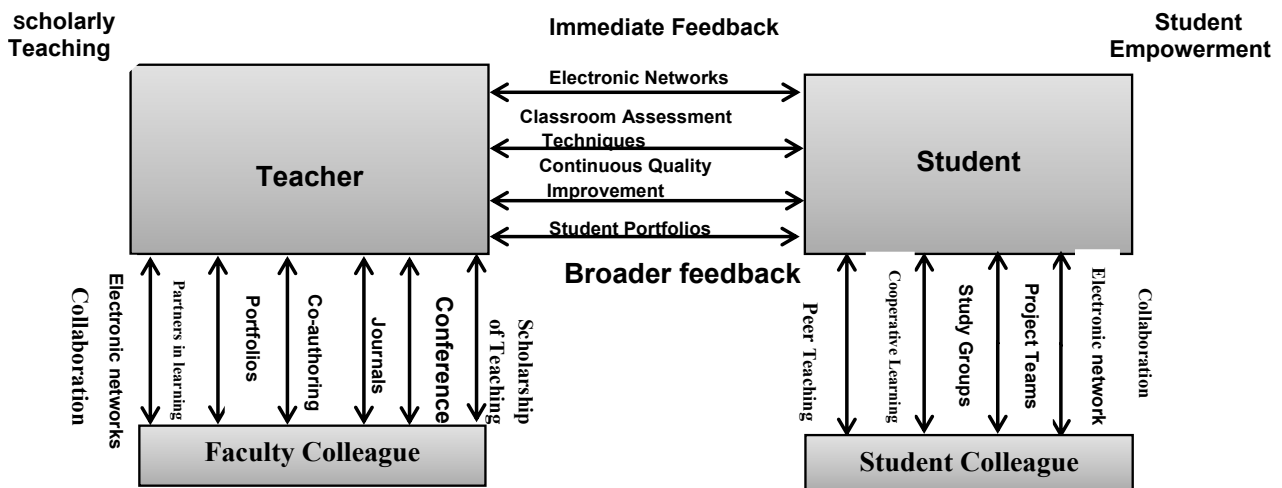 scholarly
Teaching
Immediate Feedback
Student
Empowerment
Electronic Networks
Classroom Assessment
Techniques
Continuous Quality
Improvement
Student Portfolios
Teacher
Student
Broader feedback
Collaboration
Electronic networks
Partners in learning
Portfolios
Co-authoring
Journals
Conference
Scholarship
of Teaching
Peer Teaching
Cooperative Learning
Study Groups
Project Teams
Electronic network
Collaboration
Faculty Colleague
Student Colleague